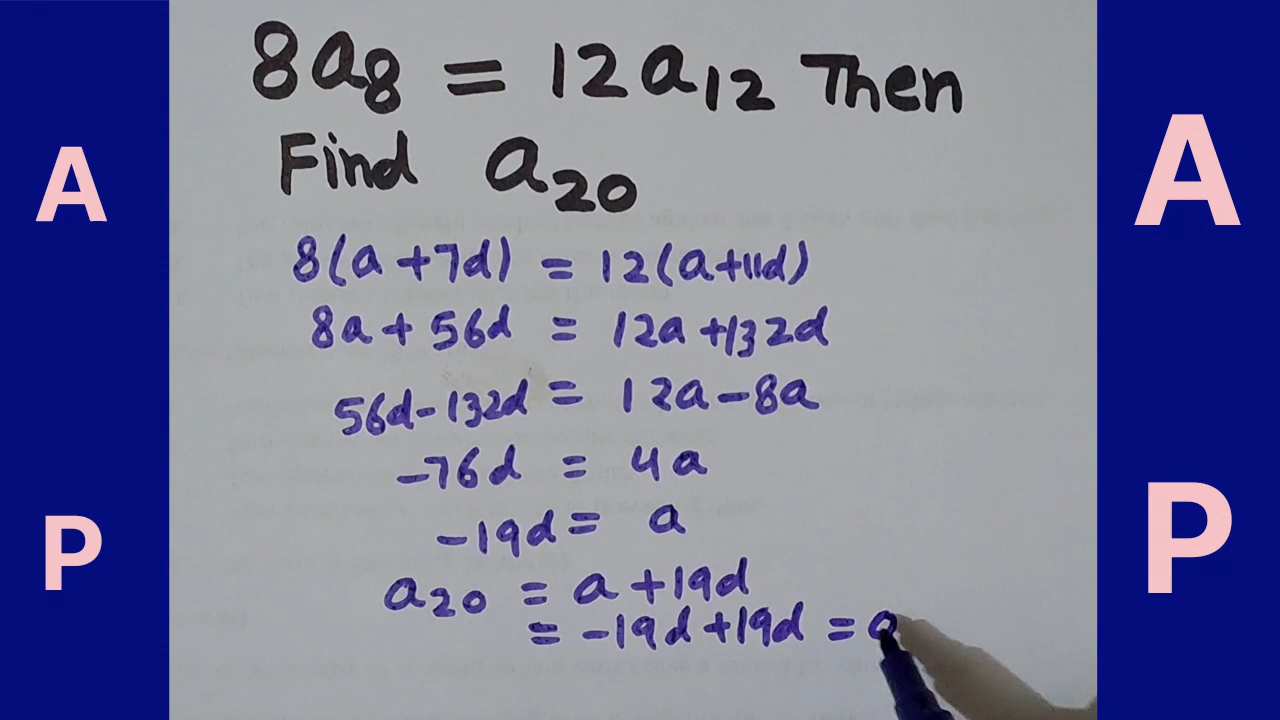 8a₈ = 12a₁₂ Then
Find a₂₀
8(a+7d) = 12(a+11d)
8a+56d = 12a+132d
56d-132d = 12a-8a
-76d = 4a
-19d = a
a₂₀ = a+19d
= -19d+19d = 0
A
P
A
P